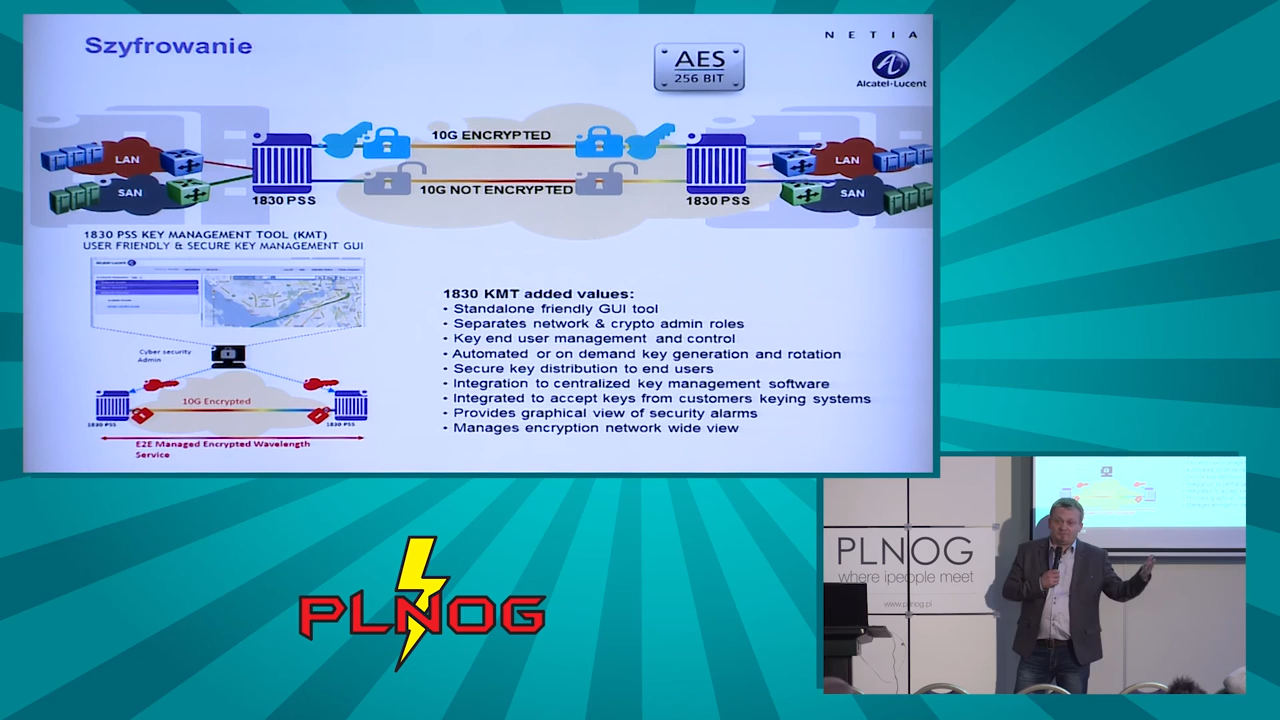 Szyfrowanie
NETIA
AES
256 BIT
Alcatel·Lucent
10G ENCRYPTED
LAN
LAN
SAN
SAN
10G NOT ENCRYPTED
1830 PSS
1830 PSS
1830 PSS KEY MANAGEMENT TOOL (KMT)
USER FRIENDLY & SECURE KEY MANAGEMENT GUI
Cyber security
Admin
10G Encrypted
1830 PSS
1830 PSS
E2E Managed Encrypted Wavelength
Service
1830 KMT added values:
• Standalone friendly GUI tool
• Separates network & crypto admin roles
• Key end user management and control
• Automated or on demand key generation and rotation
• Secure key distribution to end users
• Integration to centralized key management software
• Integrated to accept keys from customers keying systems
• Provides graphical view of security alarms
• Manages encryption network wide view
PLNOG
PLNOG
where ipeople meet
www.plnog.pl